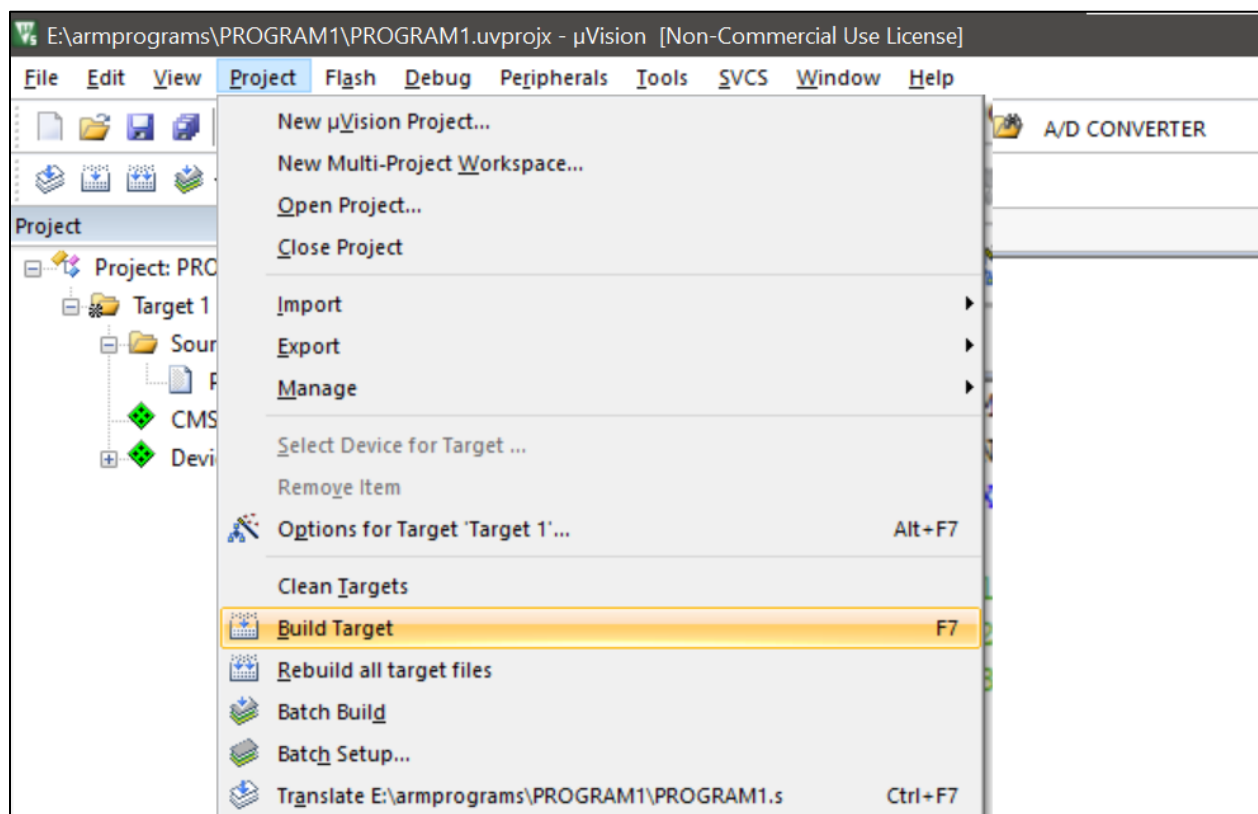 E:\armprograms\PROGRAM1\PROGRAM1.uvprojx - µVision [Non-Commercial Use License]
File Edit View Project Flash Debug Peripherals Tools SVCS Window Help
New µVision Project...
A/D CONVERTER
New Multi-Project Workspace...
Open Project...
Project
Close Project
Project: PRO
Target 1
Import
Sour
Export
Manage
CMS
Select Device for Target ...
Devi
Remove Item
Options for Target 'Target 1'... Alt+F7
Clean Targets
Build Target F7
Rebuild all target files
Batch Build
Batch Setup...
Translate E:\armprograms\PROGRAM1\PROGRAM1.s Ctrl+F7